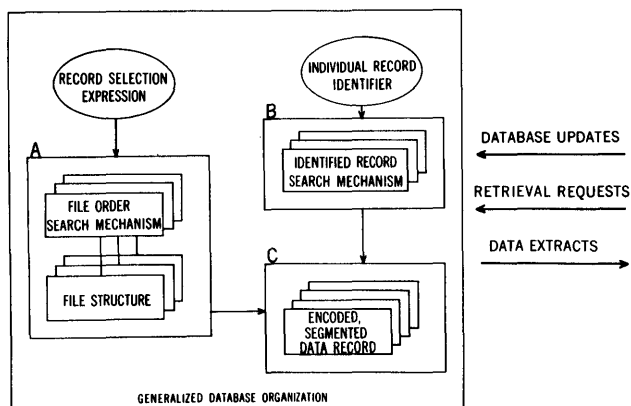 RECORD SELECTION
EXPRESSION
INDIVIDUAL RECORD
IDENTIFIER
A
FILE ORDER
SEARCH MECHANISM
FILE STRUCTURE
B
IDENTIFIED RECORD
SEARCH MECHANISM
C
ENCODED,
SEGMENTED
DATA RECORD
DATABASE UPDATES
RETRIEVAL REQUESTS
DATA EXTRACTS
GENERALIZED DATABASE ORGANIZATION